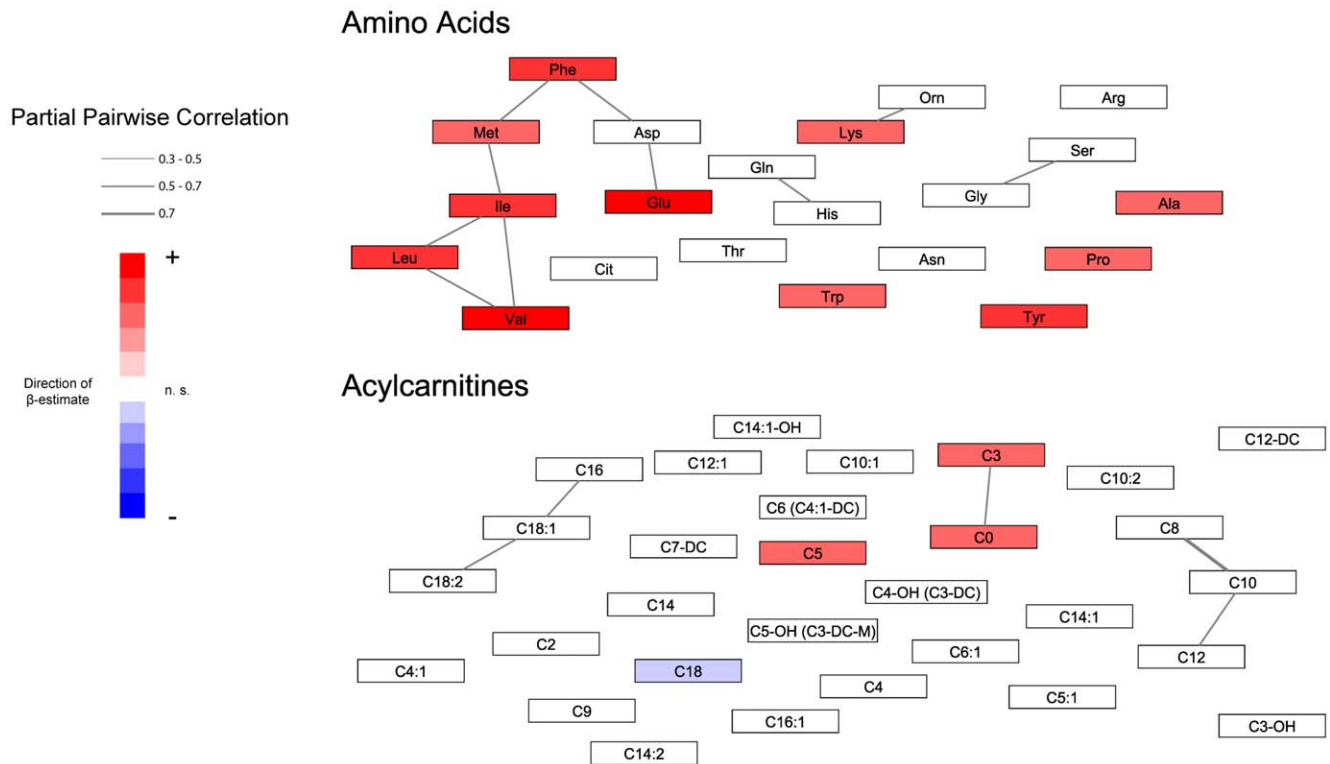 Amino Acids
Partial Pairwise Correlation
0.3 - 0.5
0.5 - 0.7
0.7
+
Direction of
β-estimate
n. s.
-
Phe
Orn
Arg
Met
Asp
Lys
Ser
Gln
Gly
Ile
Glu
His
Ala
Thr
Leu
Cit
Asn
Pro
Trp
Val
Tyr
Acylcarnitines
C14:1-OH
C12-DC
C16
C12:1
C10:1
C3
C10:2
C6 (C4:1-DC)
C18:1
C7-DC
C5
C0
C8
C18:2
C4-OH (C3-DC)
C10
C14
C14:1
C5-OH (C3-DC-M)
C2
C6:1
C12
C4:1
C18
C4
C5:1
C9
C16:1
C3-OH
C14:2